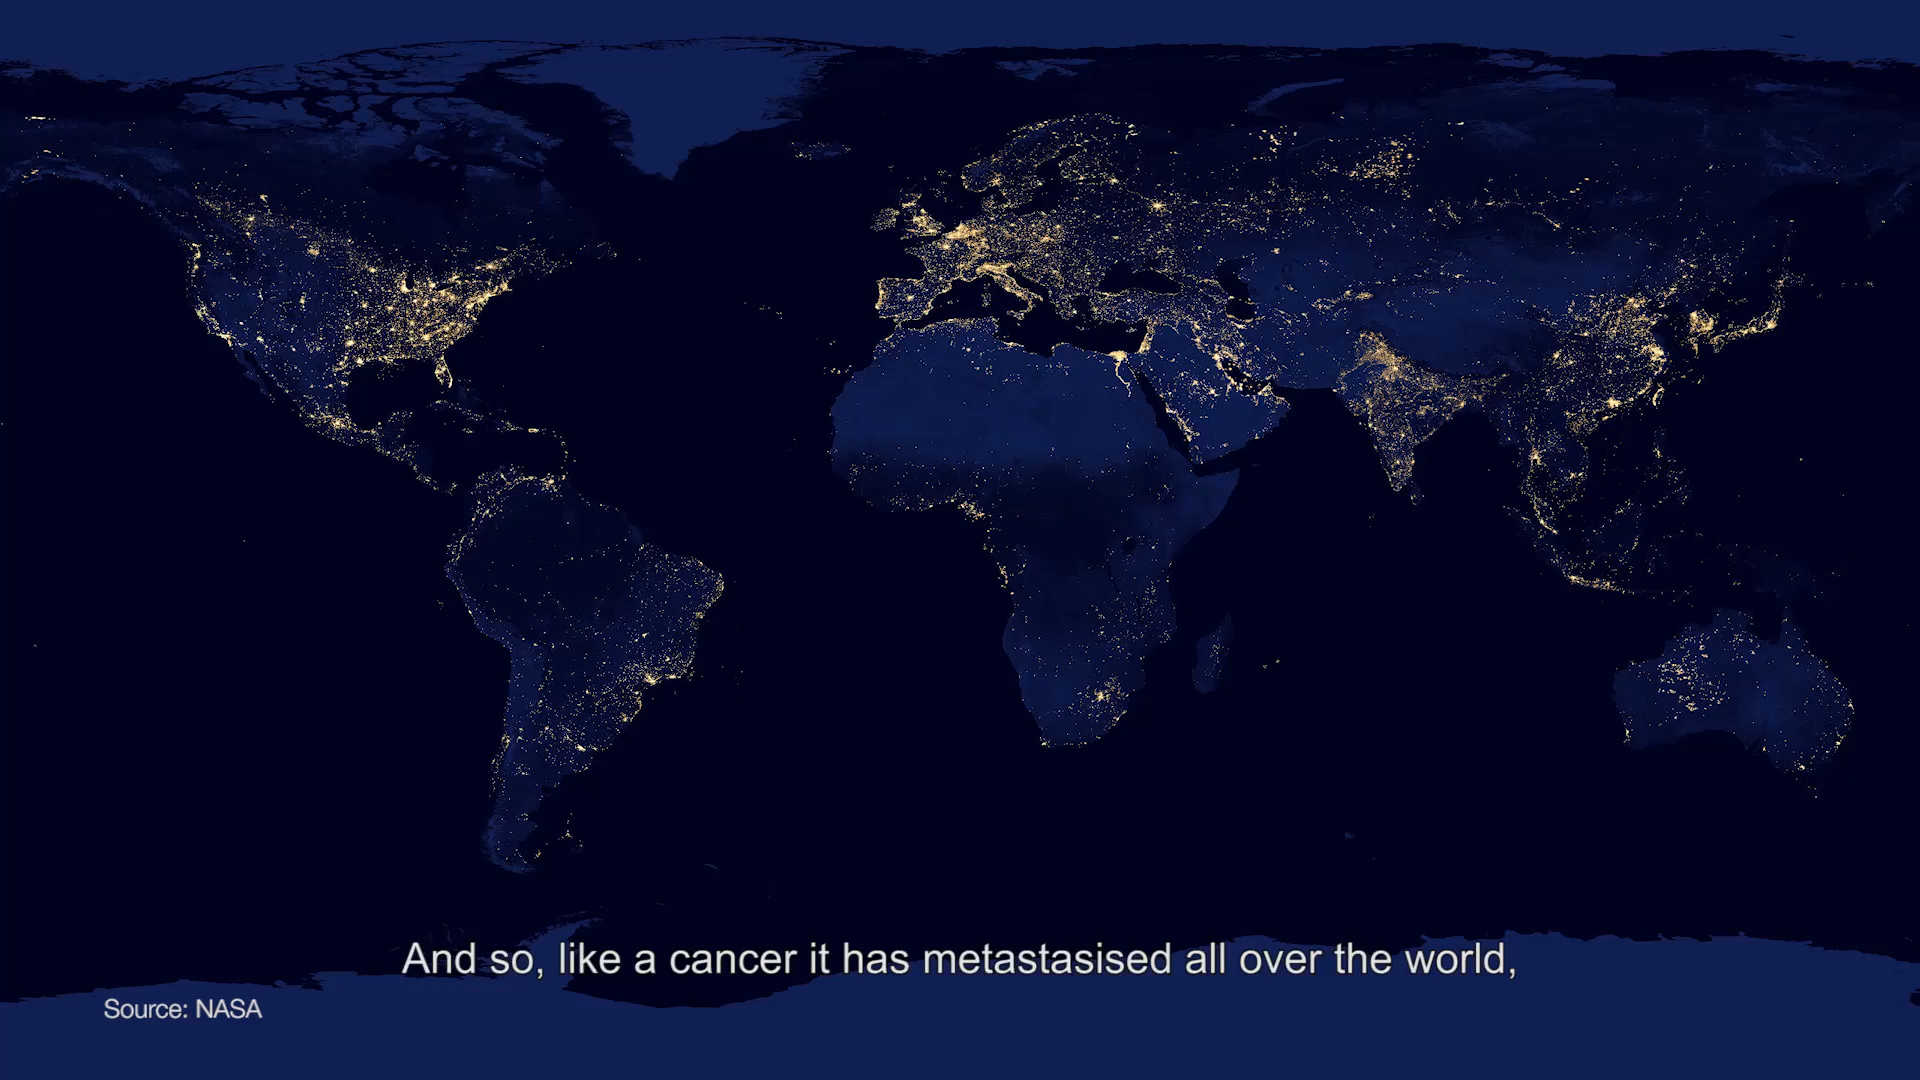 And so, like a cancer it has metastasised all over the world,
Source: NASA